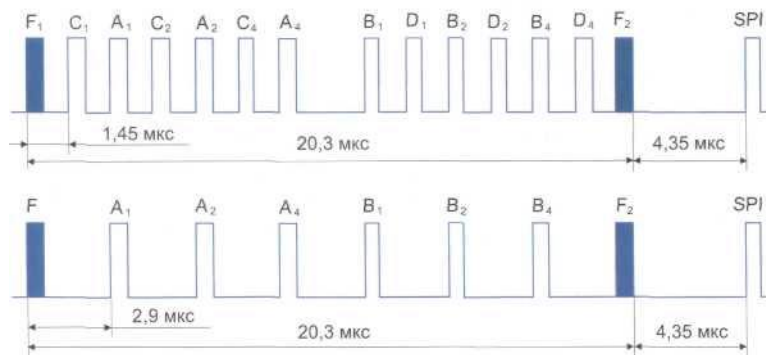 F₁ C₁ A₁ C₂ A₂ C₄ A₄ B₁ D₁ B₂ D₂ B₄ D₄ F₂ SPI
1,45 мкс
20,3 мкс
4,35 мкс
F A₁ A₂ A₄ B₁ B₂ B₄ F₂ SPI
2,9 мкс
20,3 мкс
4,35 мкс